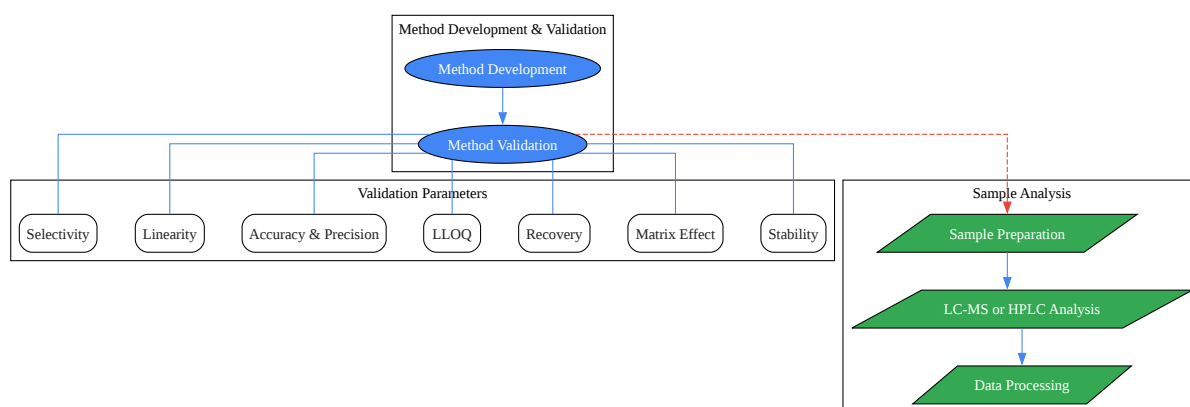 Method Development & Validation
Method Development
Method Validation
Validation Parameters
Selectivity
Linearity
Accuracy & Precision
LLOQ
Recovery
Matrix Effect
Stability
Sample Analysis
Sample Preparation
LC-MS or HPLC Analysis
Data Processing